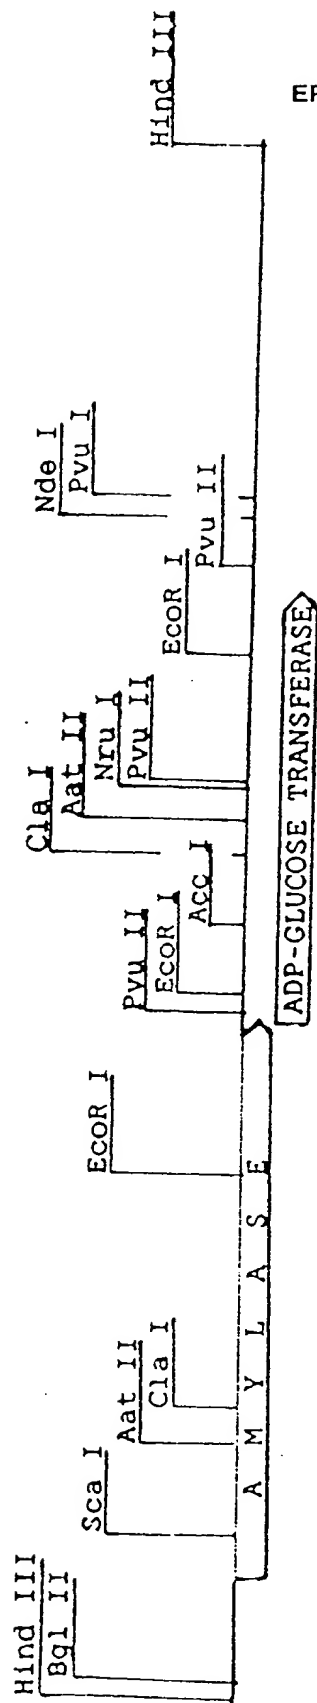 Hind III
Bgl II
Sca I
Aat II
Cla I
EcoR I
Pvu II
EcoR I
Acc I
Cla I
Aat II
Nru I
Pvu II
EcoR I
Pvu II
Nde I
Pvu I
Hind III
AMYLASE
ADP-GLUCOSE TRANSFERASE